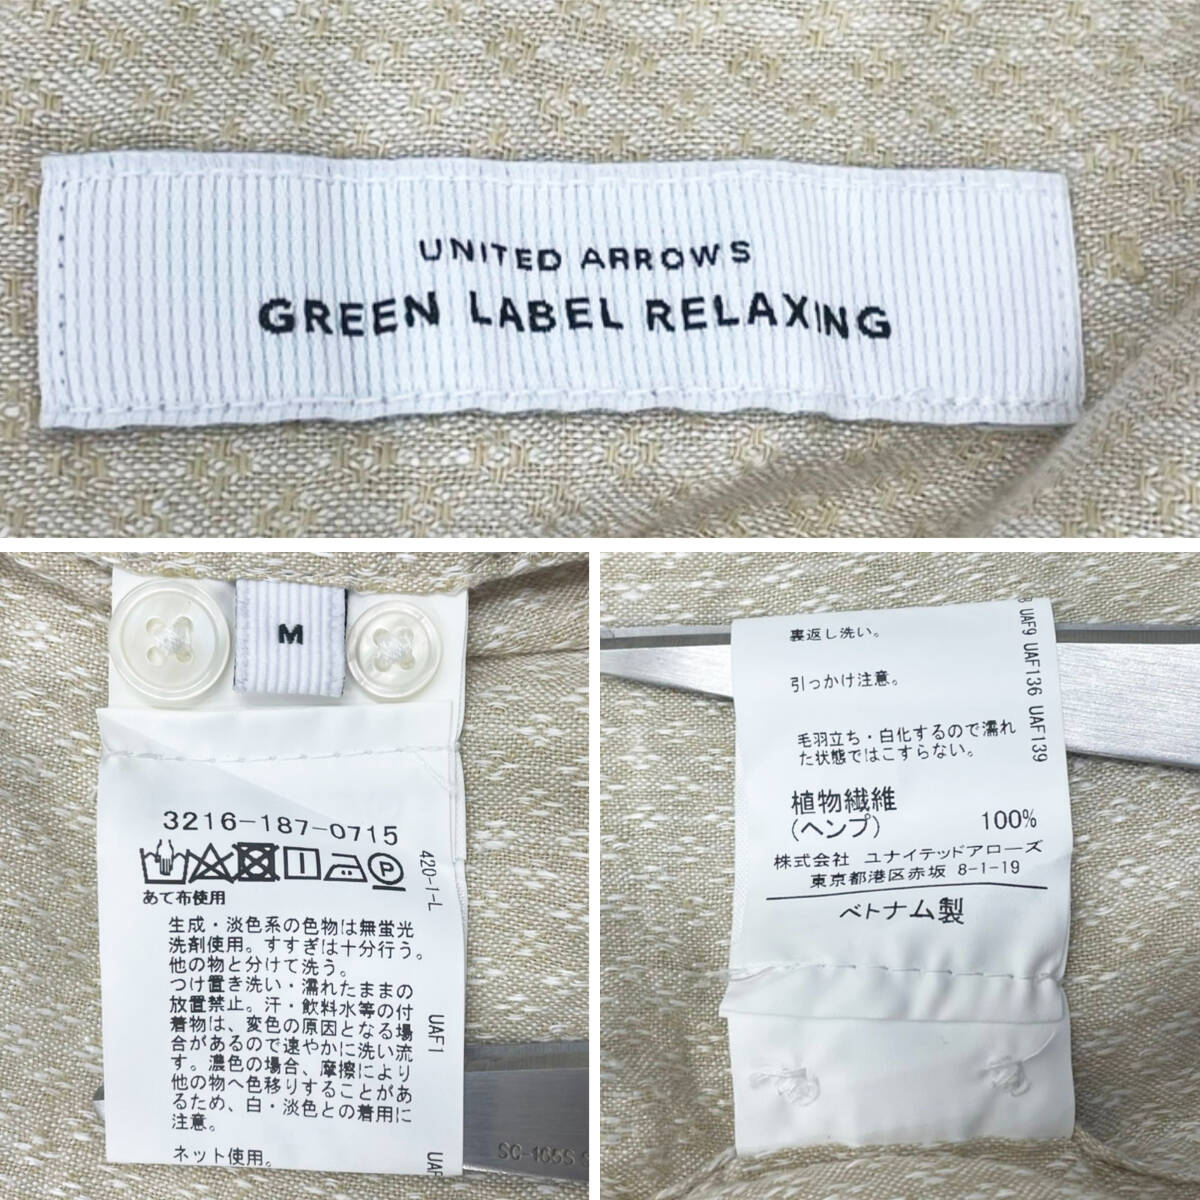 UNITED ARROWS
GREEN LABEL RELAXING
M
3216-187-0715
あて布使用
生成・淡色系の色物は無蛍光
洗剤使用。すすぎは十分行う。
他の物と分けて洗う。
つけ置き洗い・濡れたままの
放置禁止。汗・飲料水等の付
着物は、変色の原因となる場
合があるので速やかに洗い流
す。濃色の場合、摩擦により
他の物へ色移りすることがあ
るため、白・淡色との着用に
注意。
ネット使用。
420-1-L
UAF1
SC-165S
裏返し洗い。
引っかけ注意。
毛羽立ち・白化するので濡れ
た状態ではこすらない。
植物繊維
(ヘンプ) 100%
株式会社 ユナイテッドアローズ
東京都港区赤坂 8-1-19
ベトナム製
UAF9 UAF136 UAF139